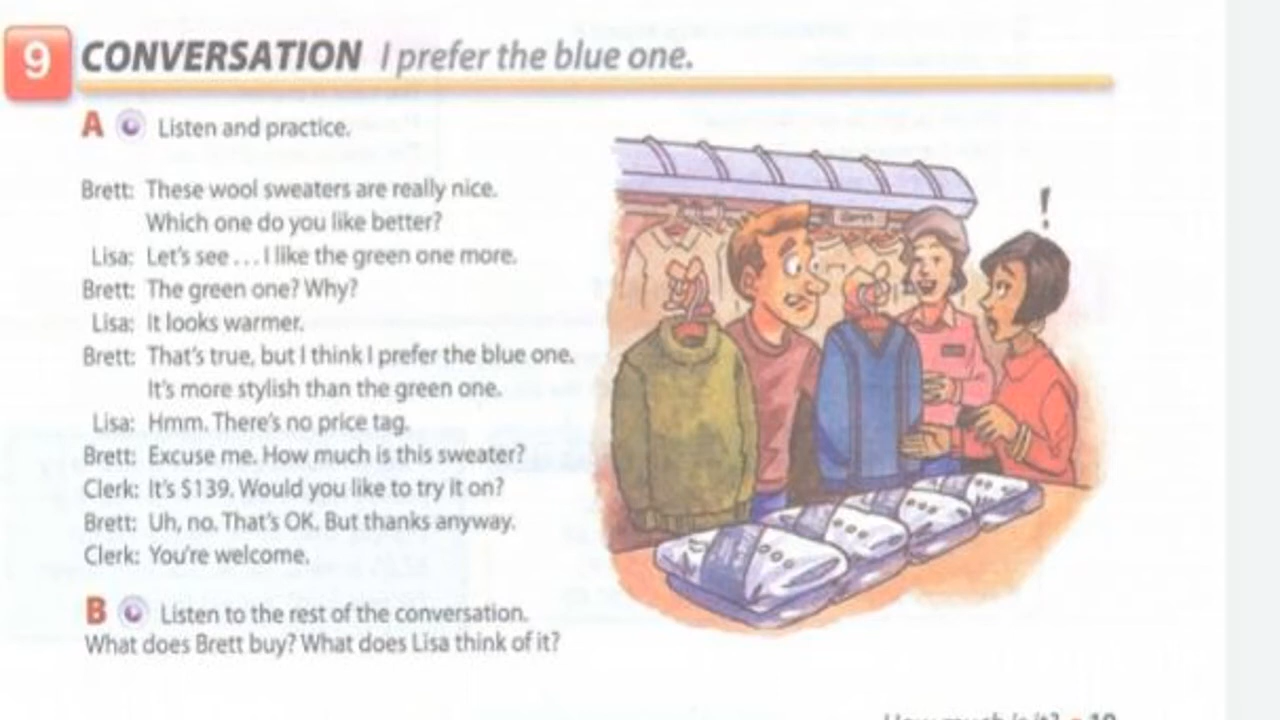 9 CONVERSATION I prefer the blue one.
A Listen and practice.
Brett: These wool sweaters are really nice.
Which one do you like better?
Lisa: Let's see . . . I like the green one more.
Brett: The green one? Why?
Lisa: It looks warmer.
Brett: That's true, but I think I prefer the blue one.
It's more stylish than the green one.
Lisa: Hmm. There's no price tag.
Brett: Excuse me. How much is this sweater?
Clerk: It's $139. Would you like to try it on?
Brett: Uh, no. That's OK. But thanks anyway.
Clerk: You're welcome.
!
B Listen to the rest of the conversation.
What does Brett buy? What does Lisa think of it?
How much is it? 19